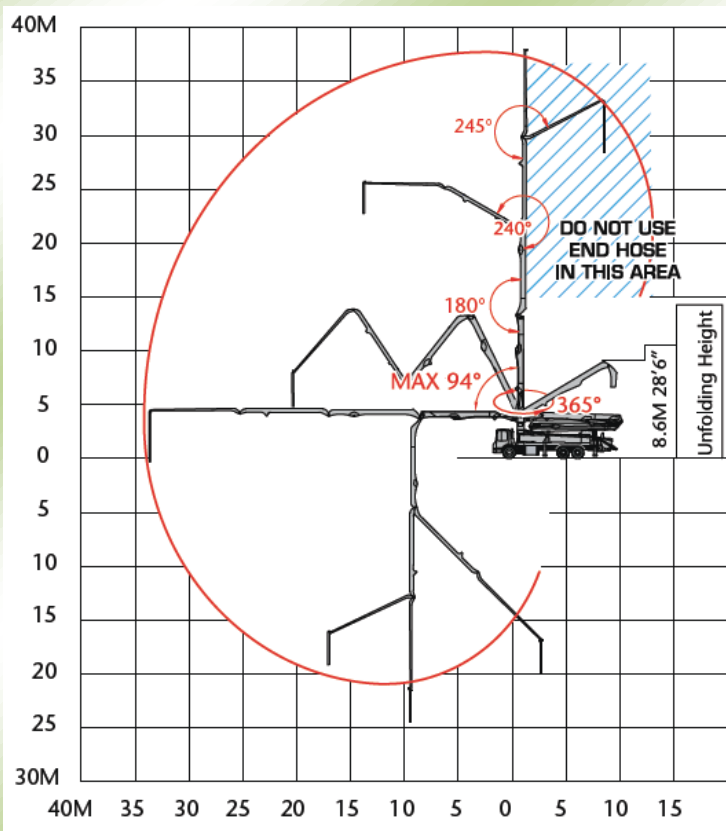 40M
35
30
25
20
15
10
5
0
5
10
15
20
25
30M
40M 35 30 25 20 15 10 5 0 5 10 15
245°
240°
DO NOT USE
END HOSE
IN THIS AREA
180°
MAX 94°
365°
8.6M 28'6"
Unfolding Height